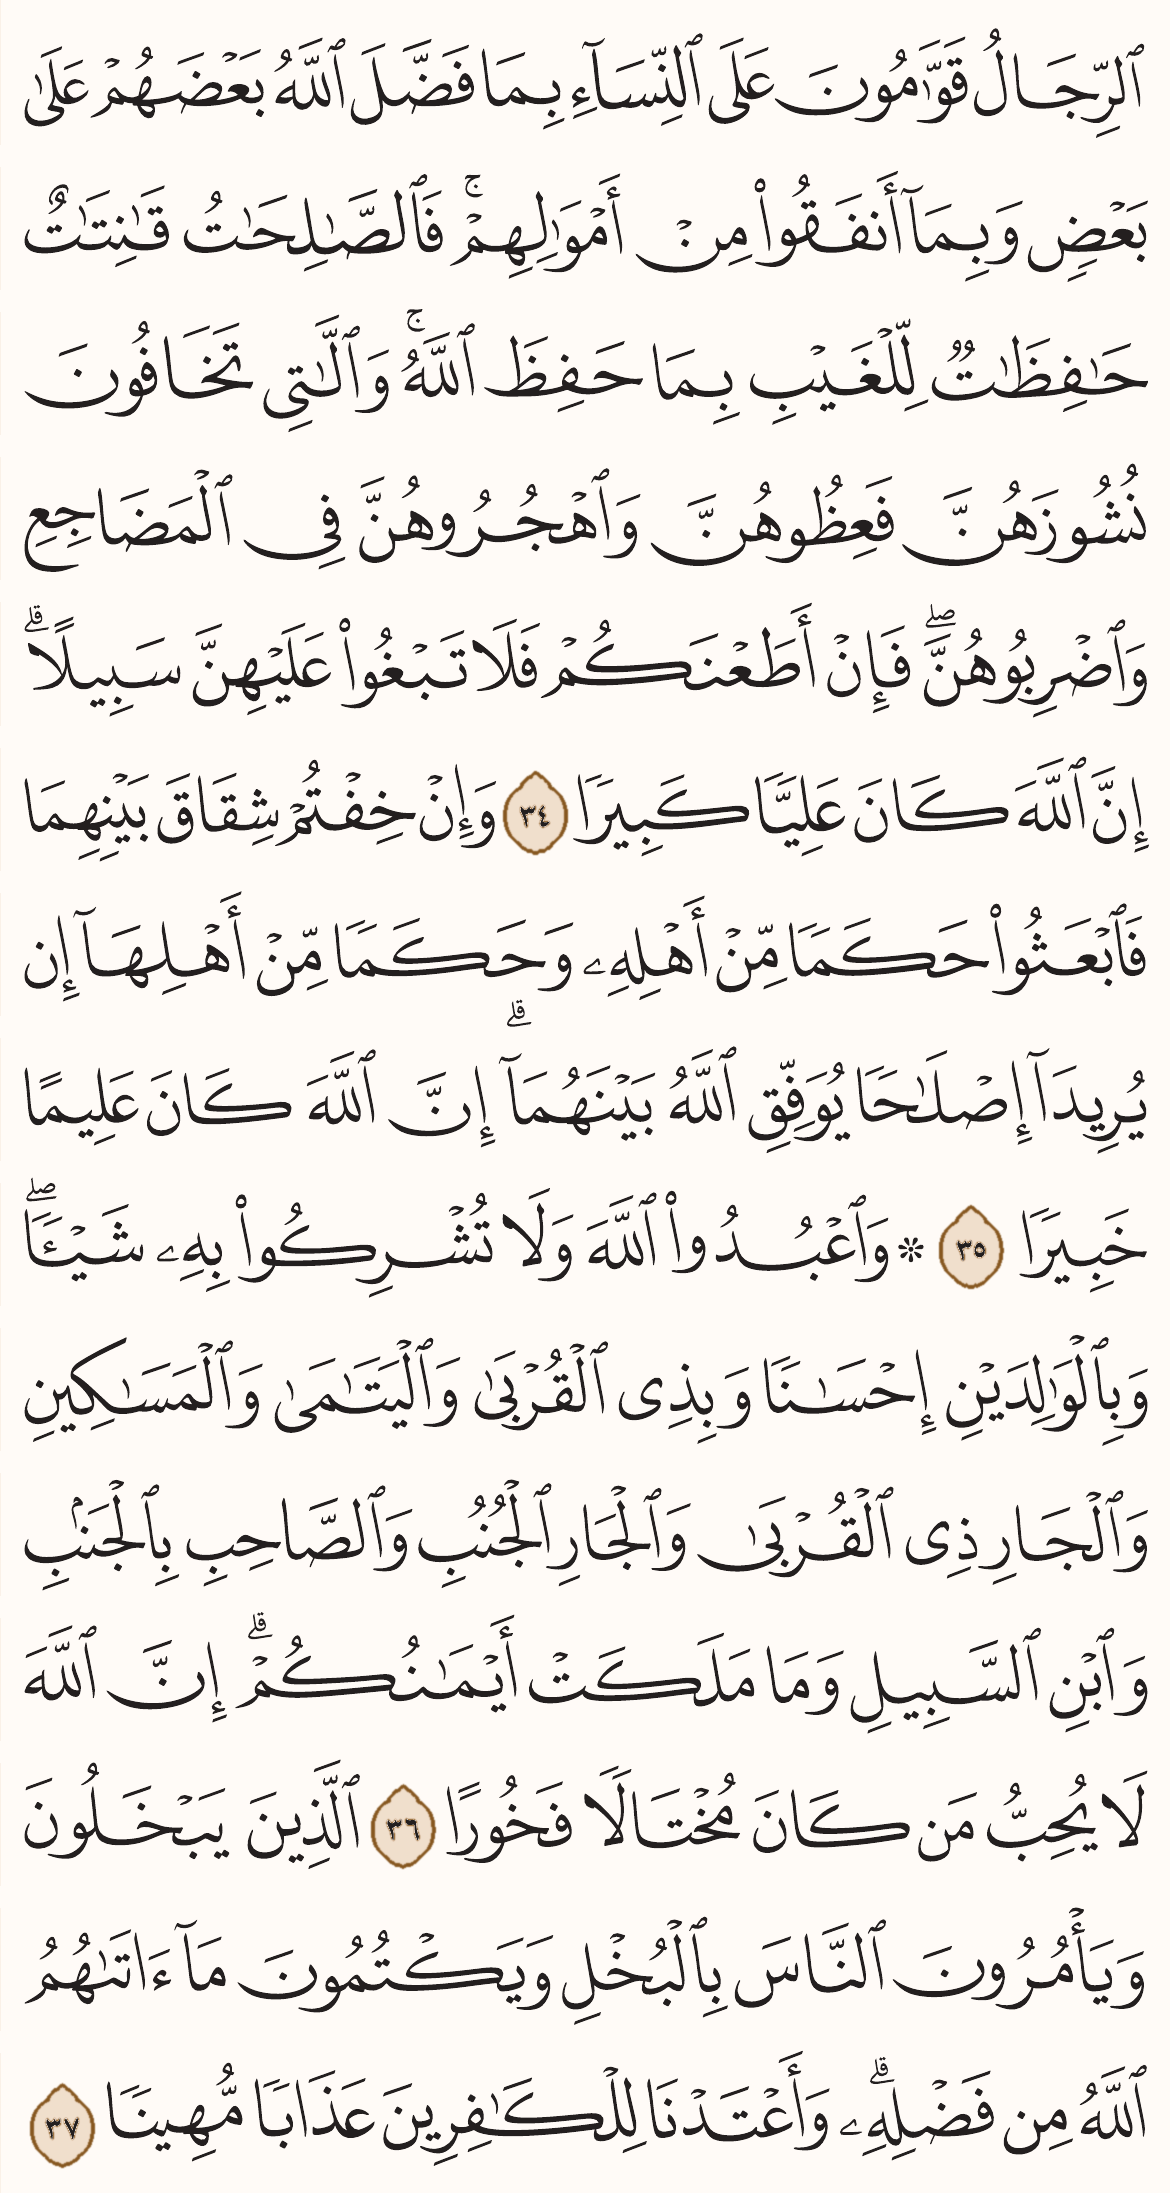 ٱلرِّجَالُ قَوَّٰمُونَ عَلَى ٱلنِّسَآءِ بِمَا فَضَّلَ ٱللَّهُ بَعْضَهُمْ عَلَىٰ
بَعْضٍ وَبِمَآ أَنفَقُوا۟ مِنْ أَمْوَٰلِهِمْ ۚ فَٱلصَّـٰلِحَـٰتُ قَـٰنِتَـٰتٌ
حَـٰفِظَـٰتٌ لِّلْغَيْبِ بِمَا حَفِظَ ٱللَّهُ ۚ وَٱلَّـٰتِى تَخَافُونَ
نُشُوزَهُنَّ فَعِظُوهُنَّ وَٱهْجُرُوهُنَّ فِى ٱلْمَضَاجِعِ
وَٱضْرِبُوهُنَّ ۖ فَإِنْ أَطَعْنَكُمْ فَلَا تَبْغُوا۟ عَلَيْهِنَّ سَبِيلًا ۗ
إِنَّ ٱللَّهَ كَانَ عَلِيًّا كَبِيرًا ٣٤ وَإِنْ خِفْتُمْ شِقَاقَ بَيْنِهِمَا
فَٱبْعَثُوا۟ حَكَمًا مِّنْ أَهْلِهِۦ وَحَكَمًا مِّنْ أَهْلِهَآ إِن
يُرِيدَآ إِصْلَـٰحًا يُوَفِّقِ ٱللَّهُ بَيْنَهُمَآ ۗ إِنَّ ٱللَّهَ كَانَ عَلِيمًا
خَبِيرًا ٣٥ ۞ وَٱعْبُدُوا۟ ٱللَّهَ وَلَا تُشْرِكُوا۟ بِهِۦ شَيْـًٔا ۖ
وَبِٱلْوَٰلِدَيْنِ إِحْسَـٰنًا وَبِذِى ٱلْقُرْبَىٰ وَٱلْيَتَـٰمَىٰ وَٱلْمَسَـٰكِينِ
وَٱلْجَارِ ذِى ٱلْقُرْبَىٰ وَٱلْجَارِ ٱلْجُنُبِ وَٱلصَّاحِبِ بِٱلْجَنۢبِ
وَٱبْنِ ٱلسَّبِيلِ وَمَا مَلَكَتْ أَيْمَـٰنُكُمْ ۗ إِنَّ ٱللَّهَ
لَا يُحِبُّ مَن كَانَ مُخْتَالًا فَخُورًا ٣٦ ٱلَّذِينَ يَبْخَلُونَ
وَيَأْمُرُونَ ٱلنَّاسَ بِٱلْبُخْلِ وَيَكْتُمُونَ مَآ ءَاتَىٰهُمُ
ٱللَّهُ مِن فَضْلِهِۦ ۗ وَأَعْتَدْنَا لِلْكَـٰفِرِينَ عَذَابًا مُّهِينًا ٣٧